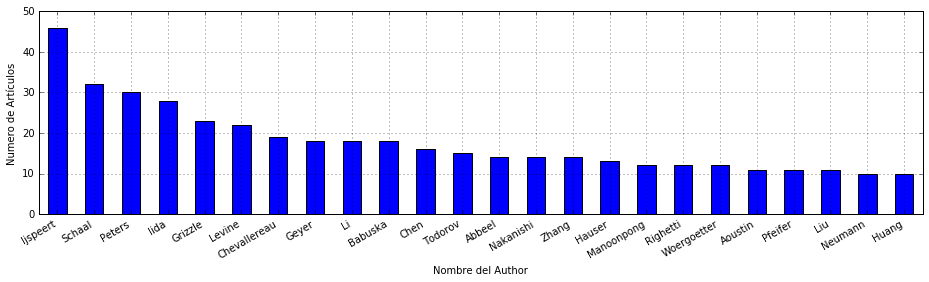 50
40
30
20
10
0
Numero de Artículos
Ijspeert
Schaal
Peters
Iida
Grizzle
Levine
Chevallereau
Geyer
Li
Babuska
Chen
Todorov
Abbeel
Nakanishi
Zhang
Hauser
Manoonpong
Righetti
Woergoetter
Aoustin
Pfeifer
Liu
Neumann
Huang
Nombre del Author